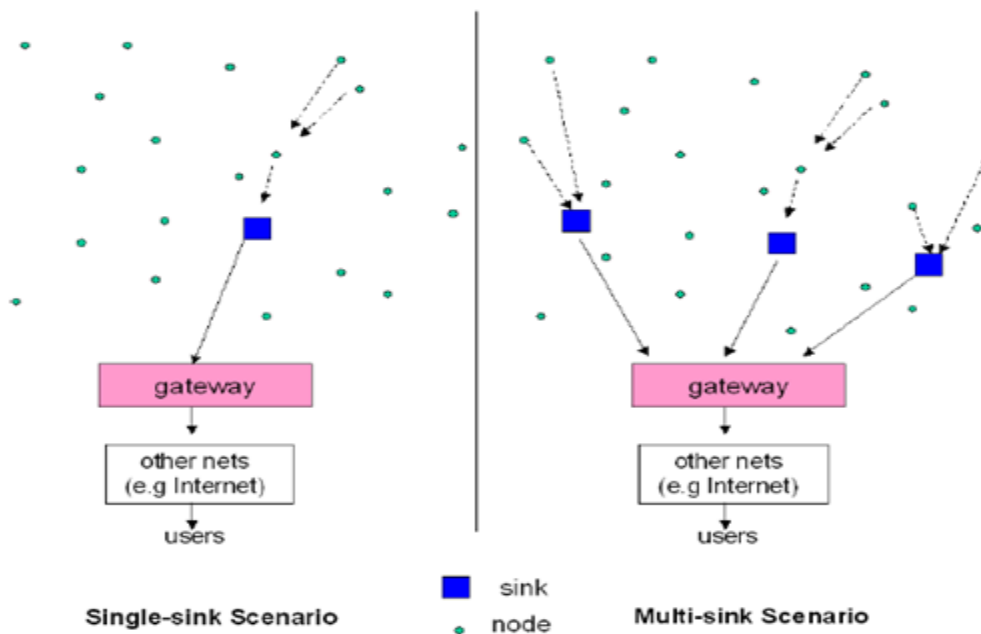 gateway
other nets
(e.g Internet)
users
Single-sink Scenario
gateway
other nets
(e.g Internet)
users
Multi-sink Scenario
sink
node